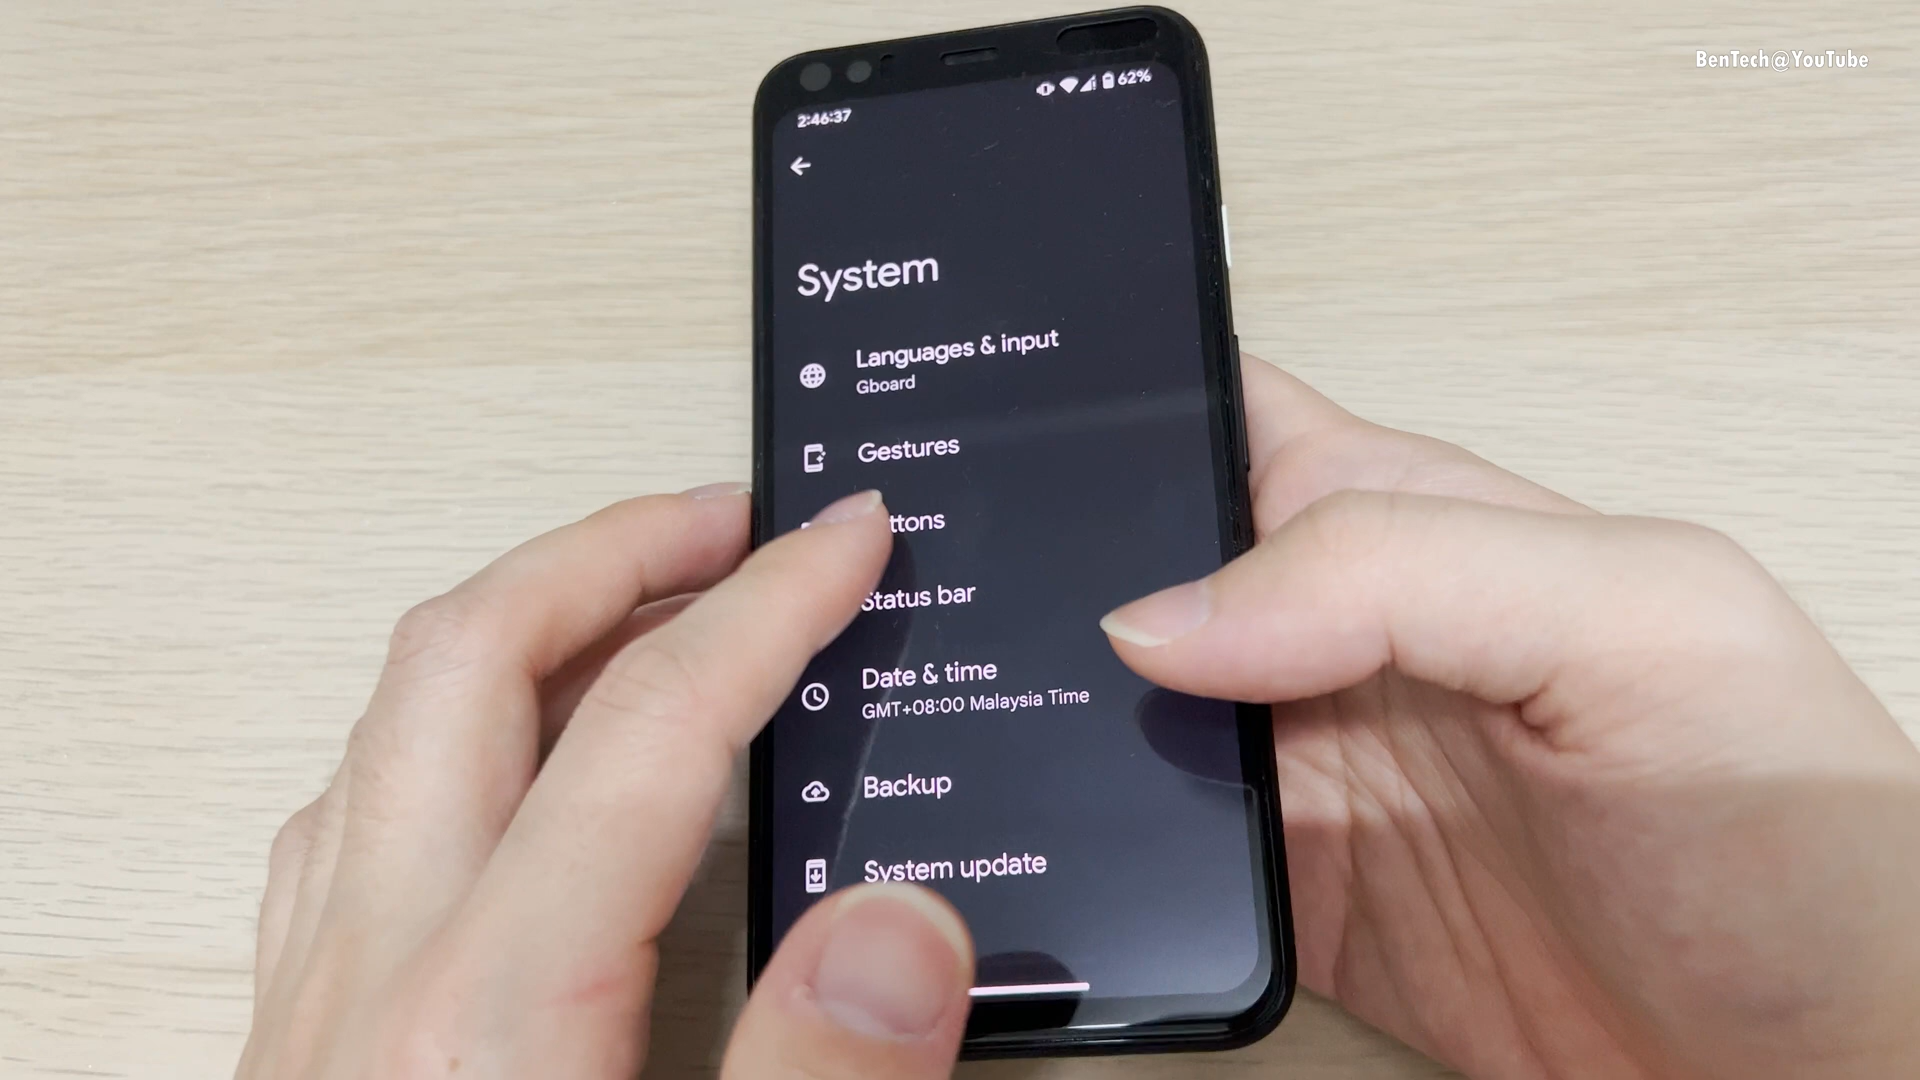 BenTech@YouTube
62%
2:46:37
System
Languages & input
Gboard
Gestures
ttons
Status bar
Date & time
GMT+08:00 Malaysia Time
Backup
System update